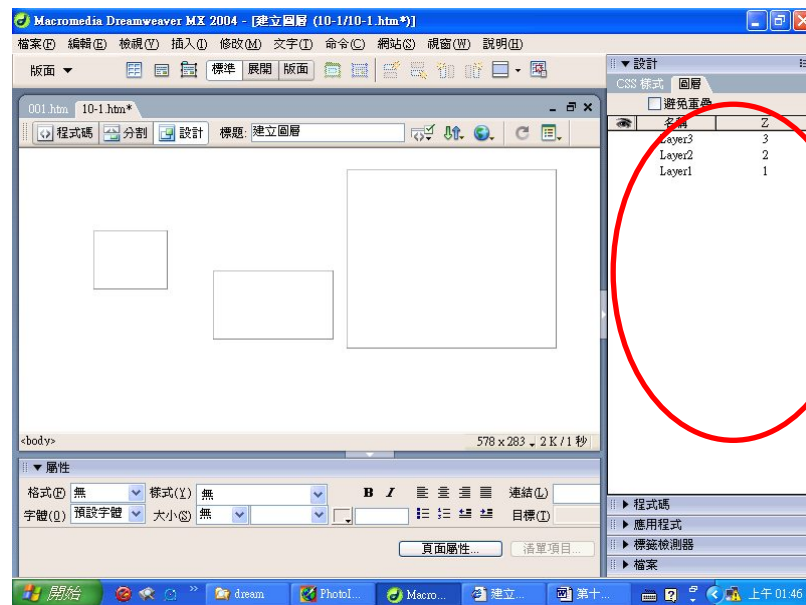 Macromedia Dreamweaver MX 2004 - [建立圖層 (10-1/10-1.htm*)]
檔案(F) 編輯(E) 檢視(V) 插入(I) 修改(M) 文字(T) 命令(C) 網站(S) 視窗(W) 說明(H)
版面 標準 展開 版面
設計
CSS 樣式 圖層
避免重疊
名稱 Z
Layer3 3
Layer2 2
Layer1 1
001.htm 10-1.htm*
程式碼 分割 設計 標題: 建立圖層
<body> 578 x 283 2 K / 1 秒
屬性
格式(F) 無 樣式(Y) 無 B I 連結(L)
字體(O) 預設字體 大小(S) 無 目標(T)
頁面屬性... 清單項目...
程式碼
應用程式
標籤檢測器
檔案
開始 dream PhotoI... Macro... 建立... 第十... 上午 01:46